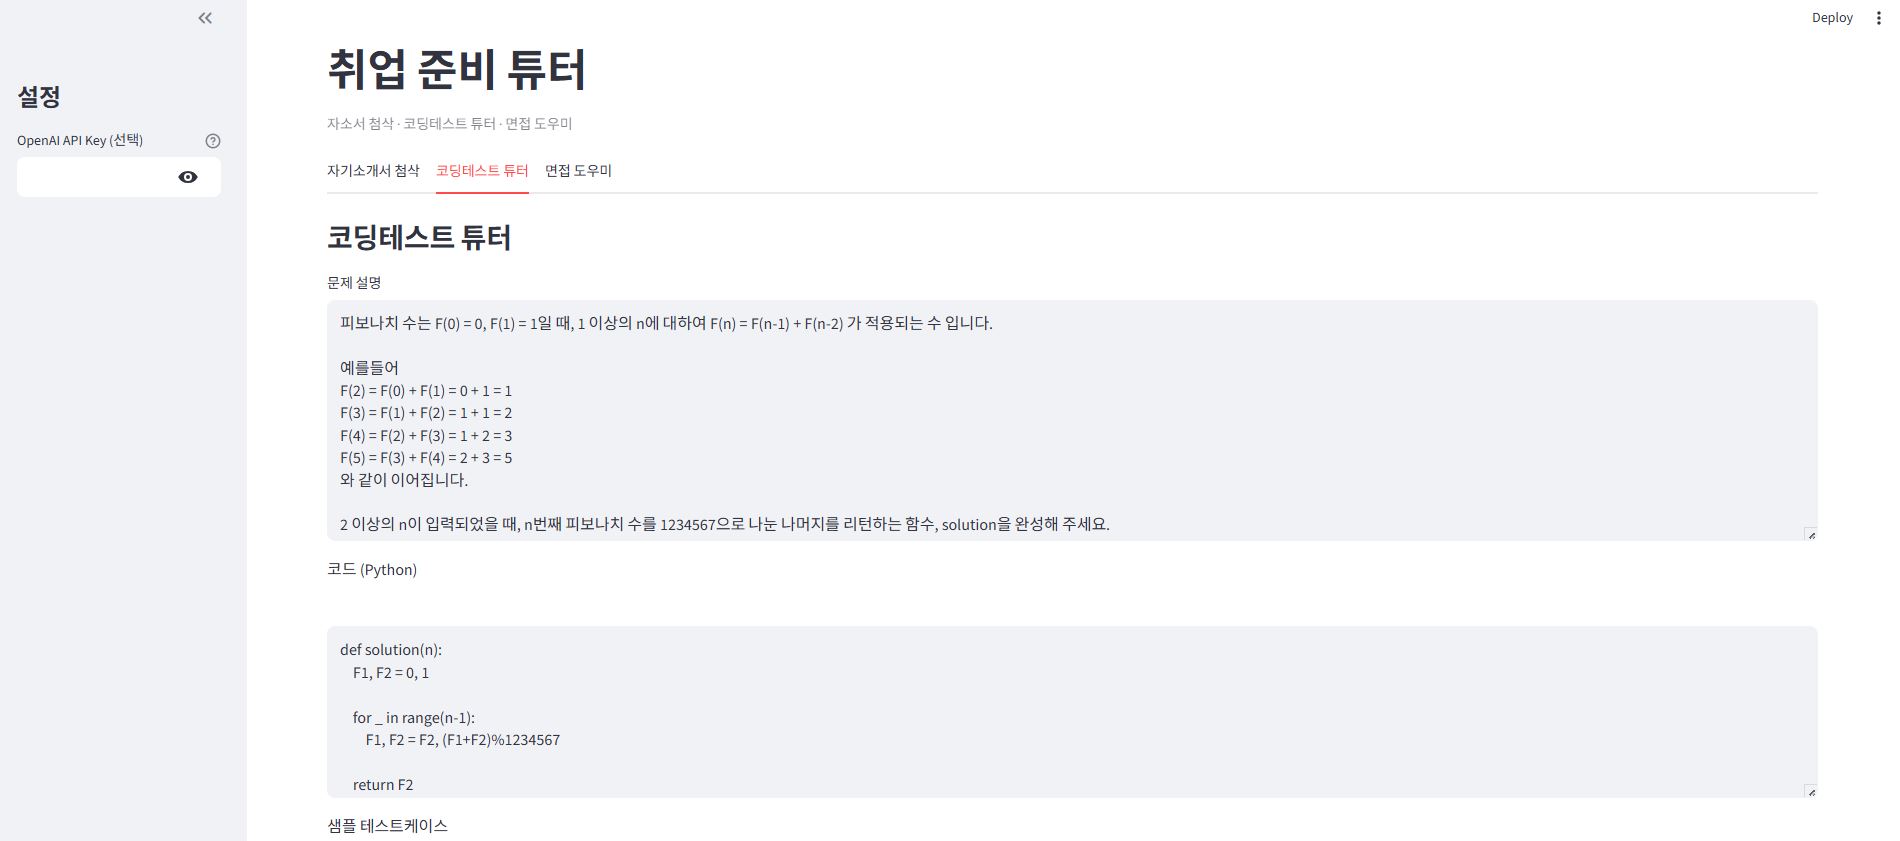 Deploy
설정
OpenAI API Key (선택)
취업 준비 튜터
자소서 첨삭 · 코딩테스트 튜터 · 면접 도우미
자기소개서 첨삭 코딩테스트 튜터 면접 도우미
코딩테스트 튜터
문제 설명
피보나치 수는 F(0) = 0, F(1) = 1일 때, 1 이상의 n에 대하여 F(n) = F(n-1) + F(n-2) 가 적용되는 수 입니다.
예를들어
F(2) = F(0) + F(1) = 0 + 1 = 1
F(3) = F(1) + F(2) = 1 + 1 = 2
F(4) = F(2) + F(3) = 1 + 2 = 3
F(5) = F(3) + F(4) = 2 + 3 = 5
와 같이 이어집니다.
2 이상의 n이 입력되었을 때, n번째 피보나치 수를 1234567으로 나눈 나머지를 리턴하는 함수, solution을 완성해 주세요.
코드 (Python)
def solution(n):
F1, F2 = 0, 1
for _ in range(n-1):
F1, F2 = F2, (F1+F2)%1234567
return F2
샘플 테스트케이스